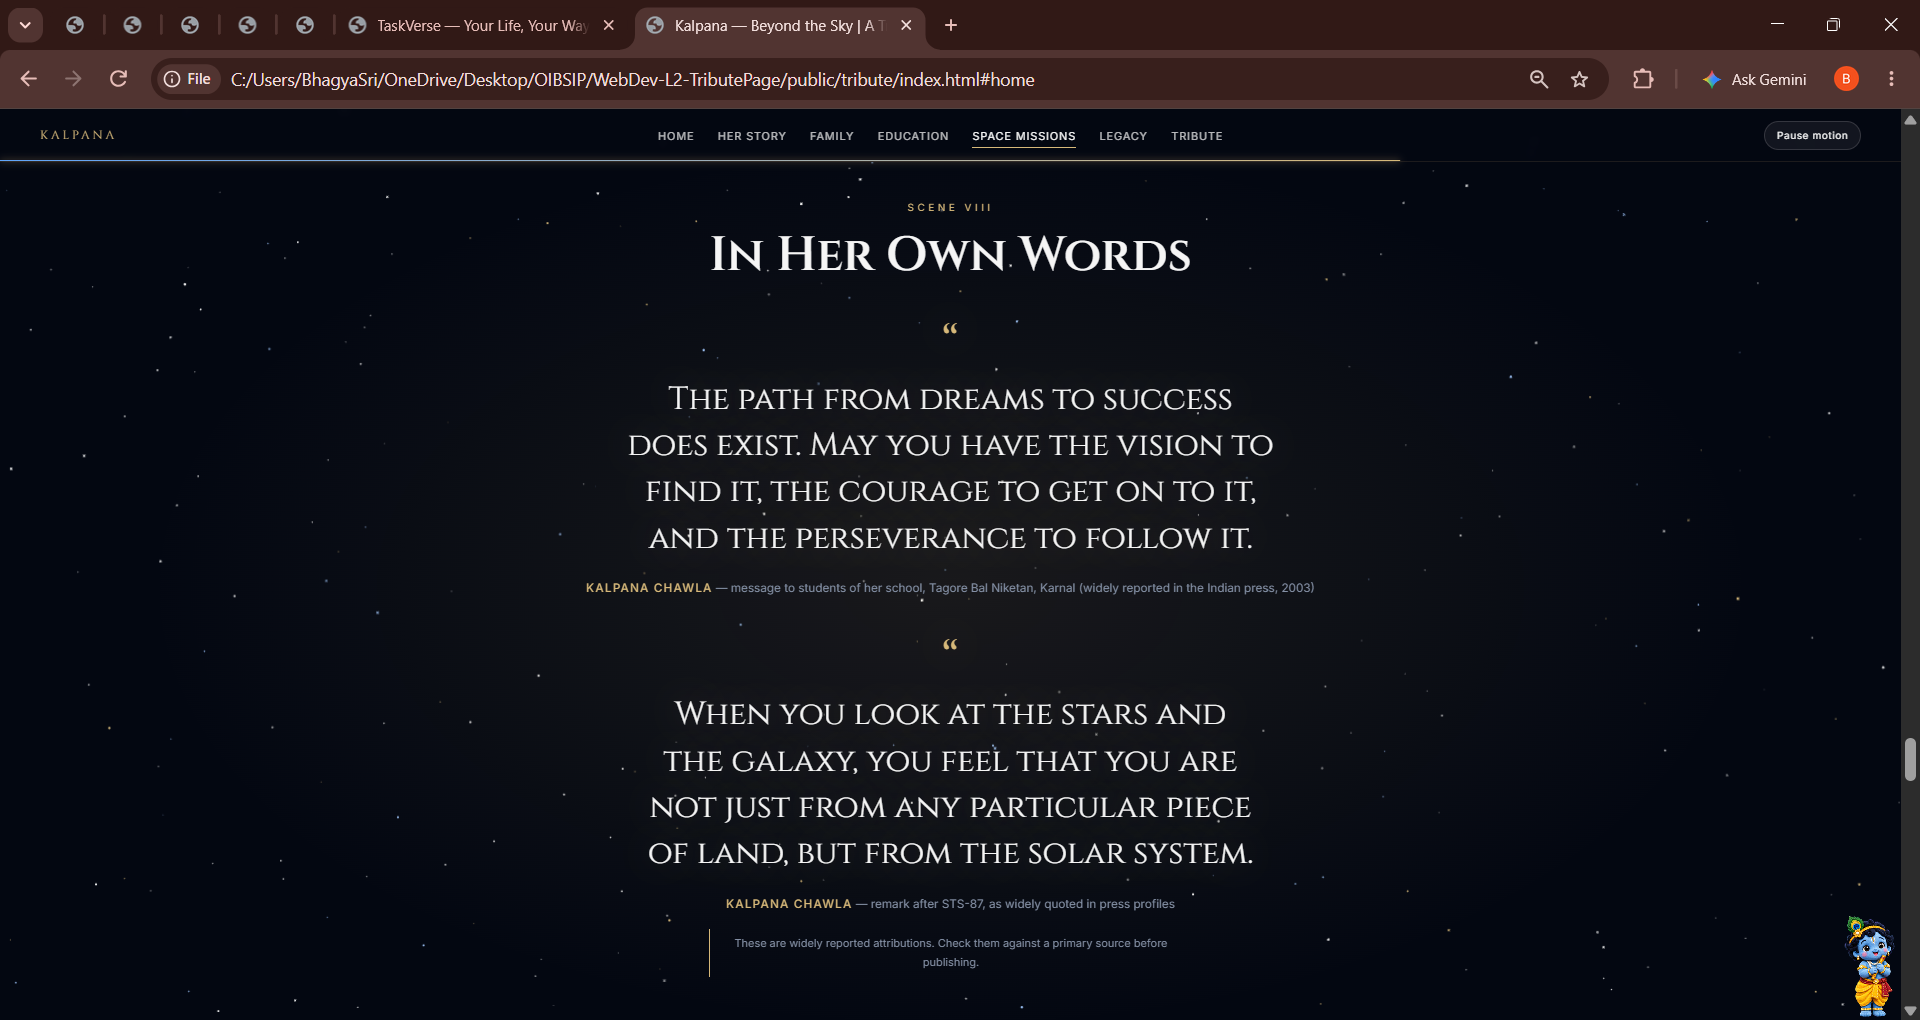 TaskVerse — Your Life, Your Way
Kalpana — Beyond the Sky | A T
File
C:/Users/BhagyaSri/OneDrive/Desktop/OIBSIP/WebDev-L2-TributePage/public/tribute/index.html#home
Ask Gemini
B
KALPANA
HOME HER STORY FAMILY EDUCATION SPACE MISSIONS LEGACY TRIBUTE
Pause motion
SCENE VIII
In Her Own Words
“
The path from dreams to success
does exist. May you have the vision to
find it, the courage to get on to it,
and the perseverance to follow it.
KALPANA CHAWLA — message to students of her school, Tagore Bal Niketan, Karnal (widely reported in the Indian press, 2003)
“
When you look at the stars and
the galaxy, you feel that you are
not just from any particular piece
of land, but from the solar system.
KALPANA CHAWLA — remark after STS-87, as widely quoted in press profiles
These are widely reported attributions. Check them against a primary source before
publishing.